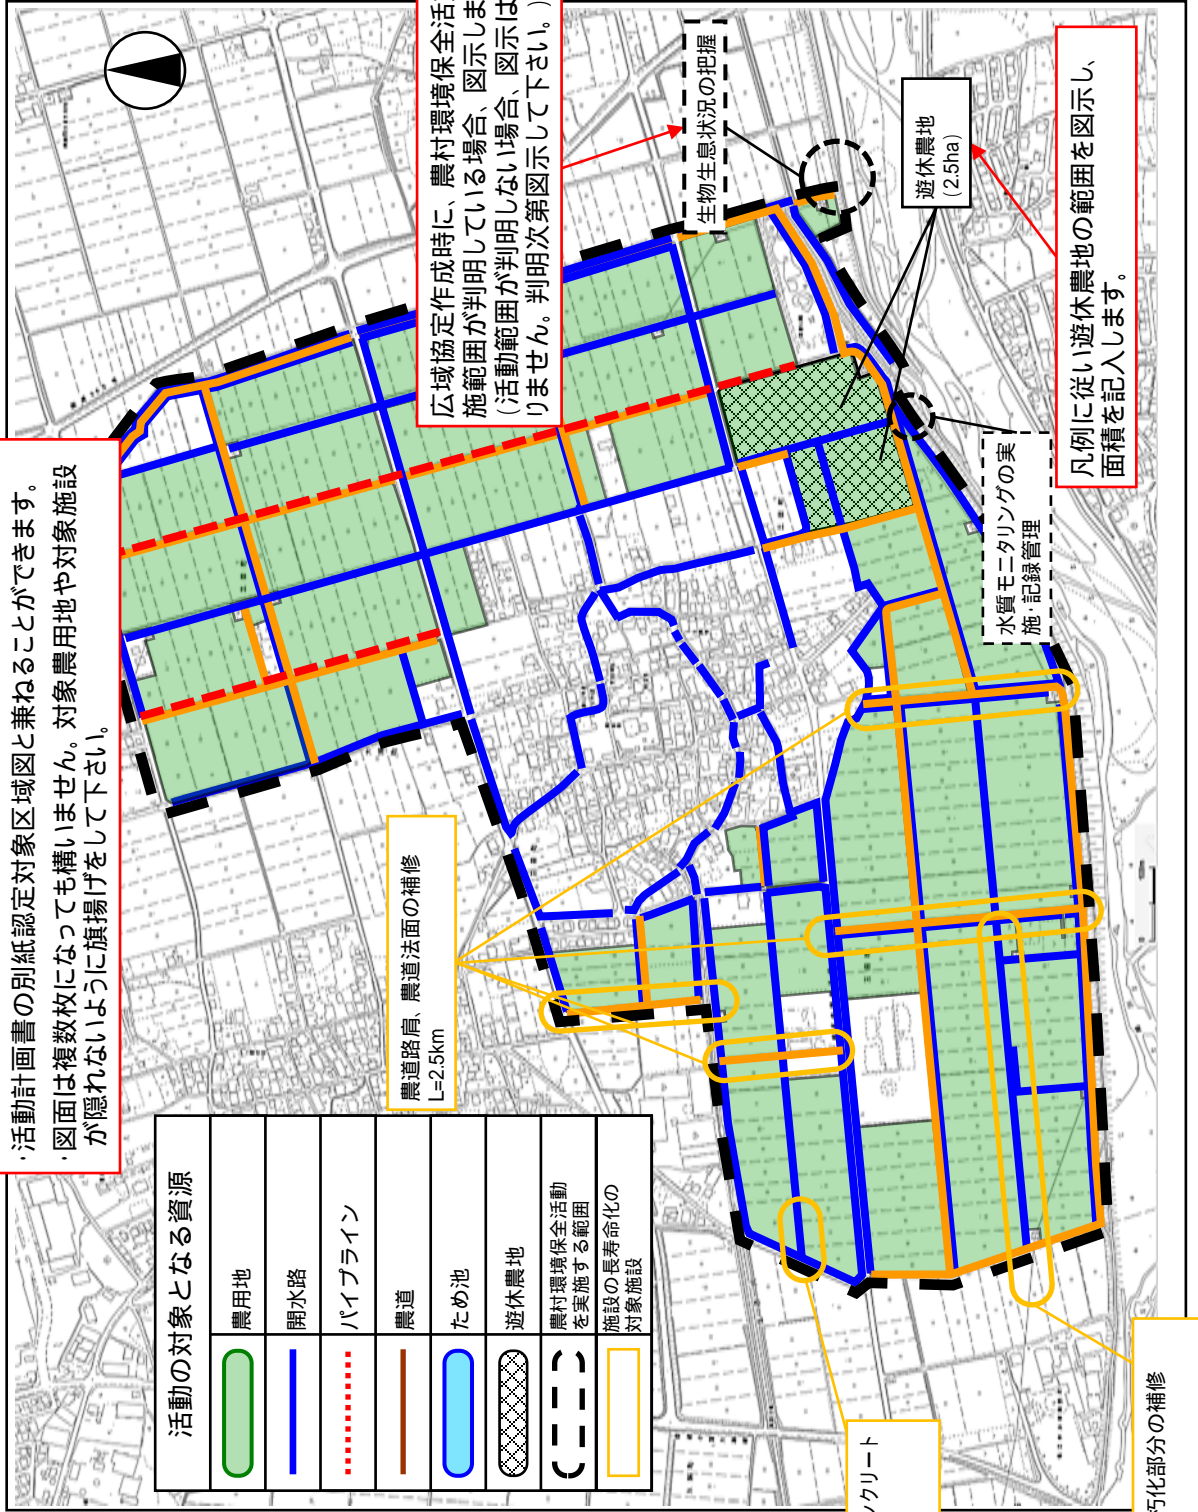 ・活動計画書の別紙認定対象区域図と兼ねることができます。
・図面は複数枚になっても構いません。対象農用地や対象施設
が隠れないように旗揚げをして下さい。
広域協定作成時に、農村環境保全活
施範囲が判明している場合、図示しま
（活動範囲が判明しない場合、図示は
りません。判明次第図示して下さい。）
生物生息状況の把握
遊休農地
(2.5ha)
凡例に従い遊休農地の範囲を図示し、
面積を記入します。
水質モニタリングの実
施・記録管理
農道路肩、農道法面の補修
L=2.5km
活動の対象となる資源
農用地
開水路
パイプライン
農道
ため池
遊休農地
農村環境保全活動
を実施する範囲
施設の長寿命化の
対象施設
ンクリート
朽化部分の補修